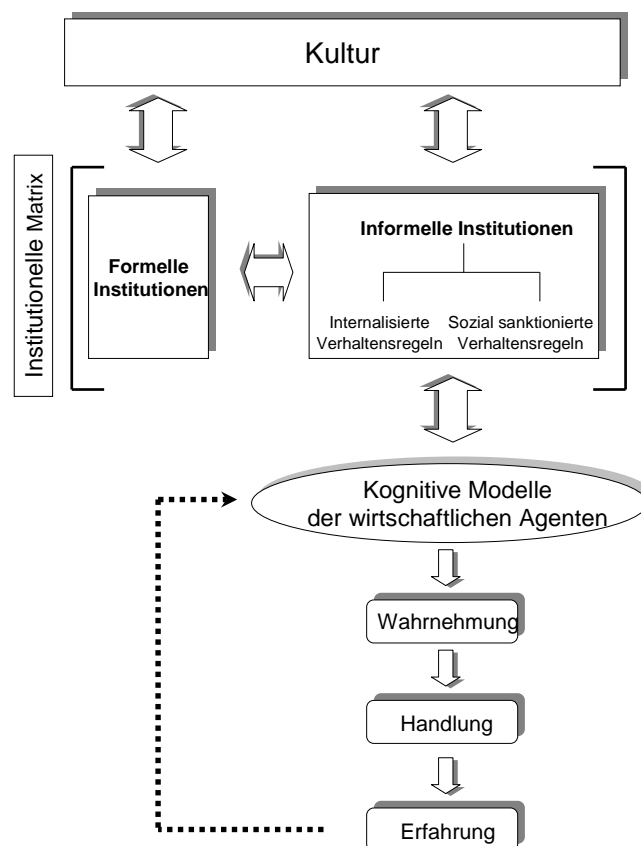 Kultur
Institutionelle Matrix
Formelle
Institutionen
Informelle Institutionen
Internalisierte
Verhaltensregeln
Sozial sanktionierte
Verhaltensregeln
Kognitive Modelle
der wirtschaftlichen Agenten
Wahrnehmung
Handlung
Erfahrung